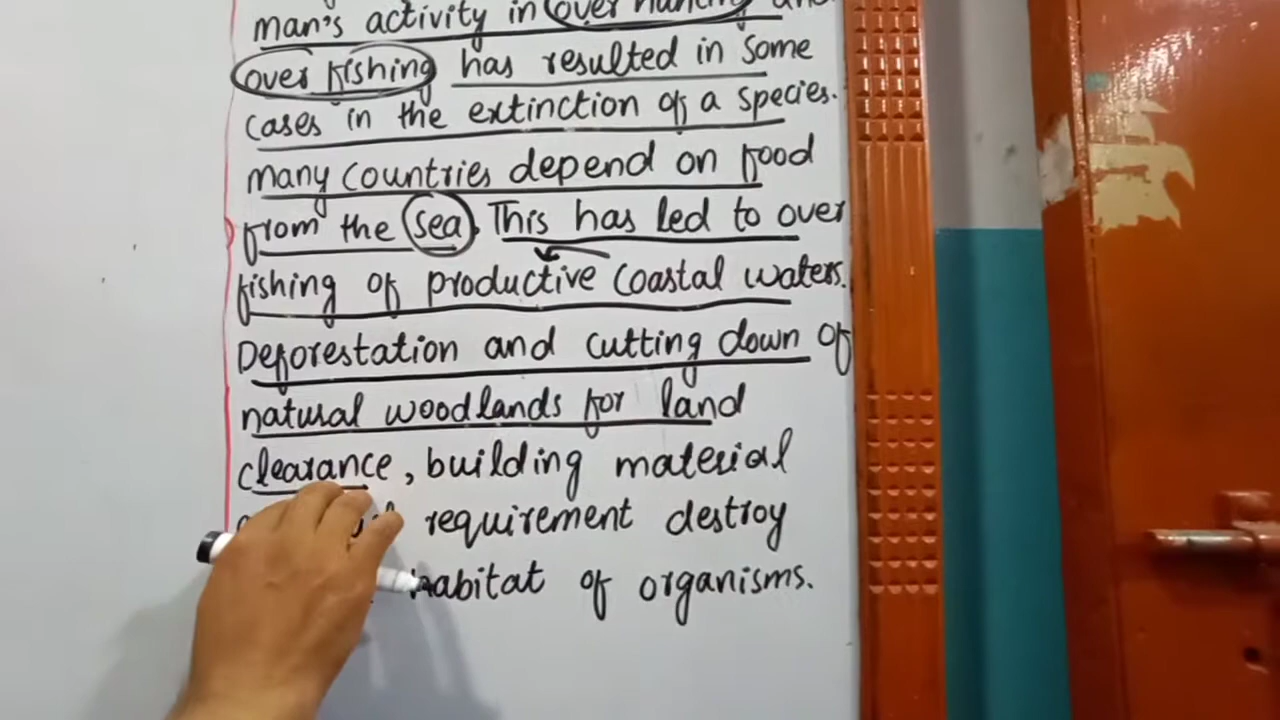 man's activity in over hunting and
over fishing has resulted in some
cases in the extinction of a species.
many countries depend on food
from the sea. This has led to over
fishing of productive coastal waters.
Deforestation and cutting down of
natural woodlands for land
clearance, building material
requirement destroy
habitat of organisms.